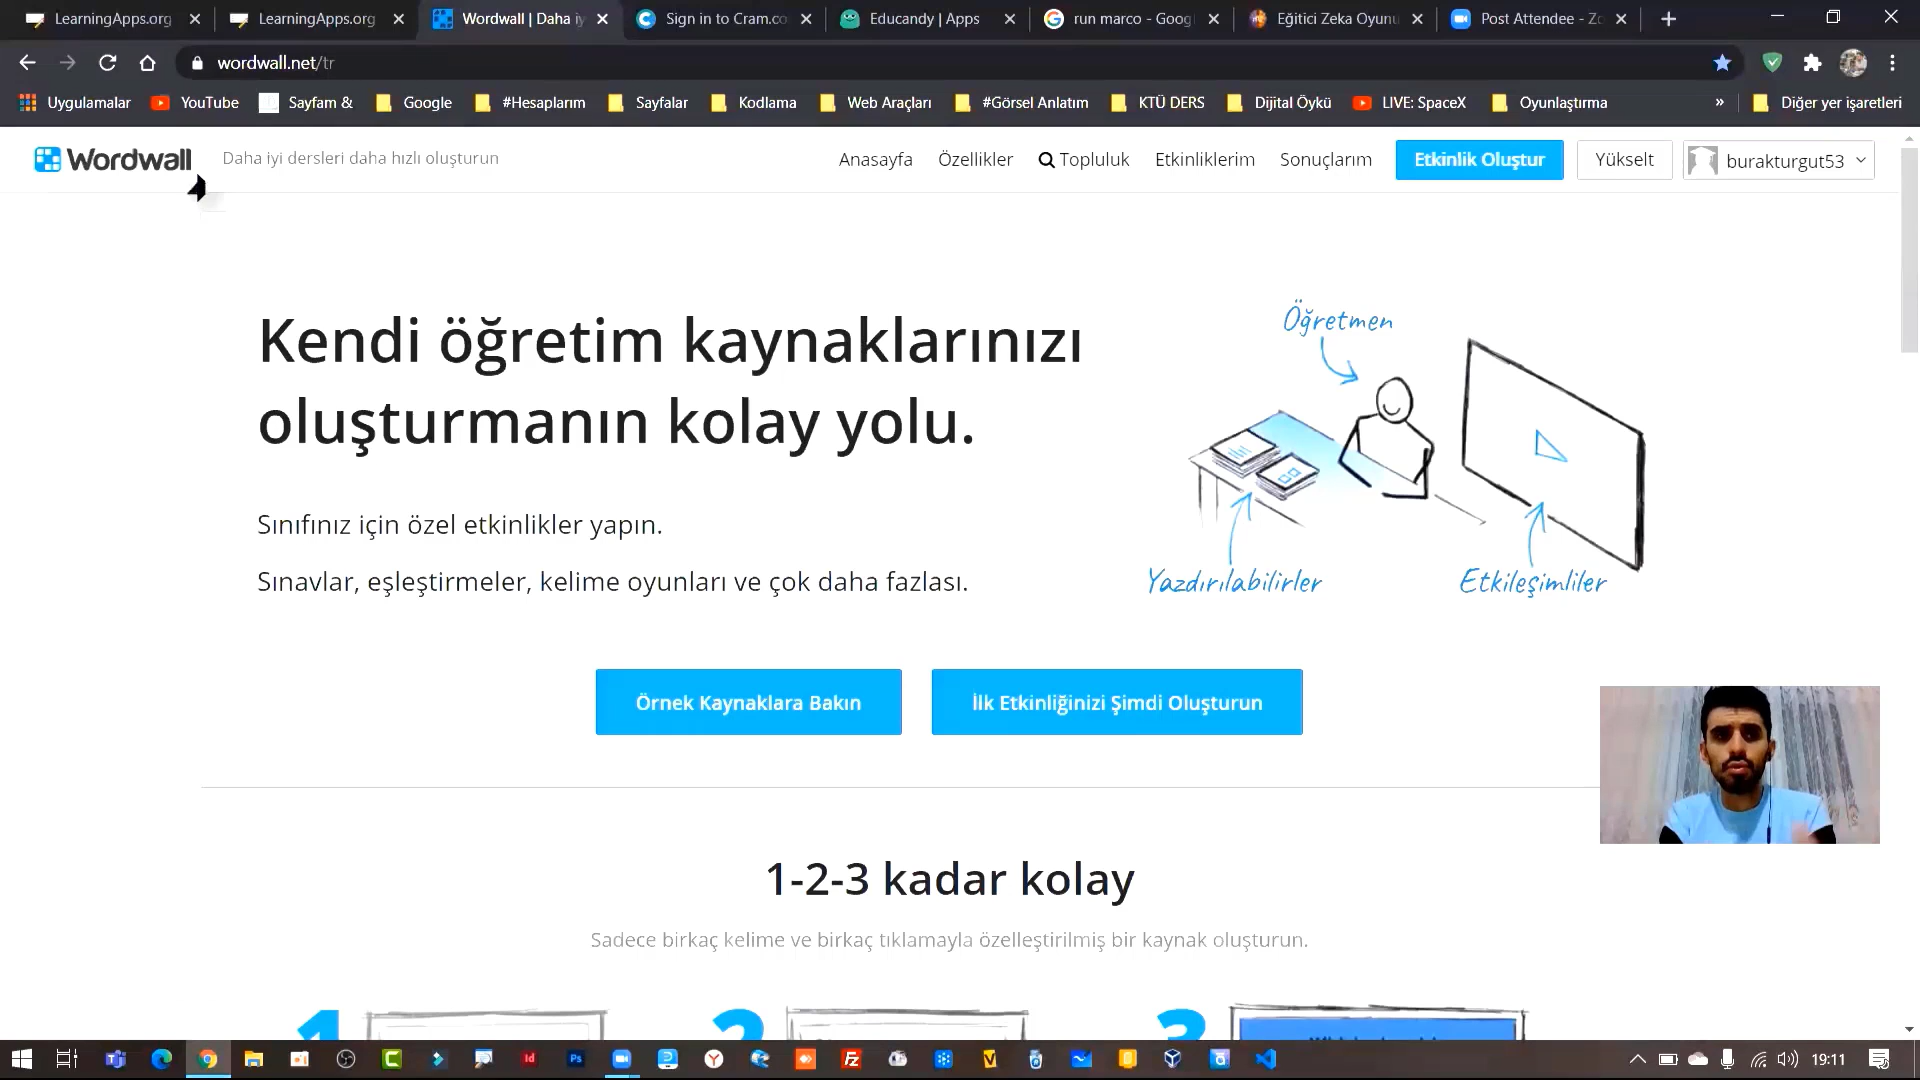 LearningApps.org
LearningApps.org
Wordwall | Daha iy
Sign in to Cram.co
Educandy | Apps
run marco - Goog
Eğitici Zeka Oyunu
Post Attendee - Zo
wordwall.net/tr
Uygulamalar
YouTube
Sayfam &
Google
#Hesaplarım
Sayfalar
Kodlama
Web Araçları
#Görsel Anlatım
KTÜ DERS
Dijital Öykü
LIVE: SpaceX
Oyunlaştırma
»
Diğer yer işaretleri
Wordwall
Daha iyi dersleri daha hızlı oluşturun
Anasayfa
Özellikler
Topluluk
Etkinliklerim
Sonuçlarım
Etkinlik Oluştur
Yükselt
burakturgut53
Kendi öğretim kaynaklarınızı
oluşturmanın kolay yolu.
Sınıfınız için özel etkinlikler yapın.
Sınavlar, eşleştirmeler, kelime oyunları ve çok daha fazlası.
Öğretmen
Yazdırılabilirler
Etkileşimliler
Örnek Kaynaklara Bakın
İlk Etkinliğinizi Şimdi Oluşturun
1-2-3 kadar kolay
Sadece birkaç kelime ve birkaç tıklamayla özelleştirilmiş bir kaynak oluşturun.
1
2
3
Id
Ps
19:11